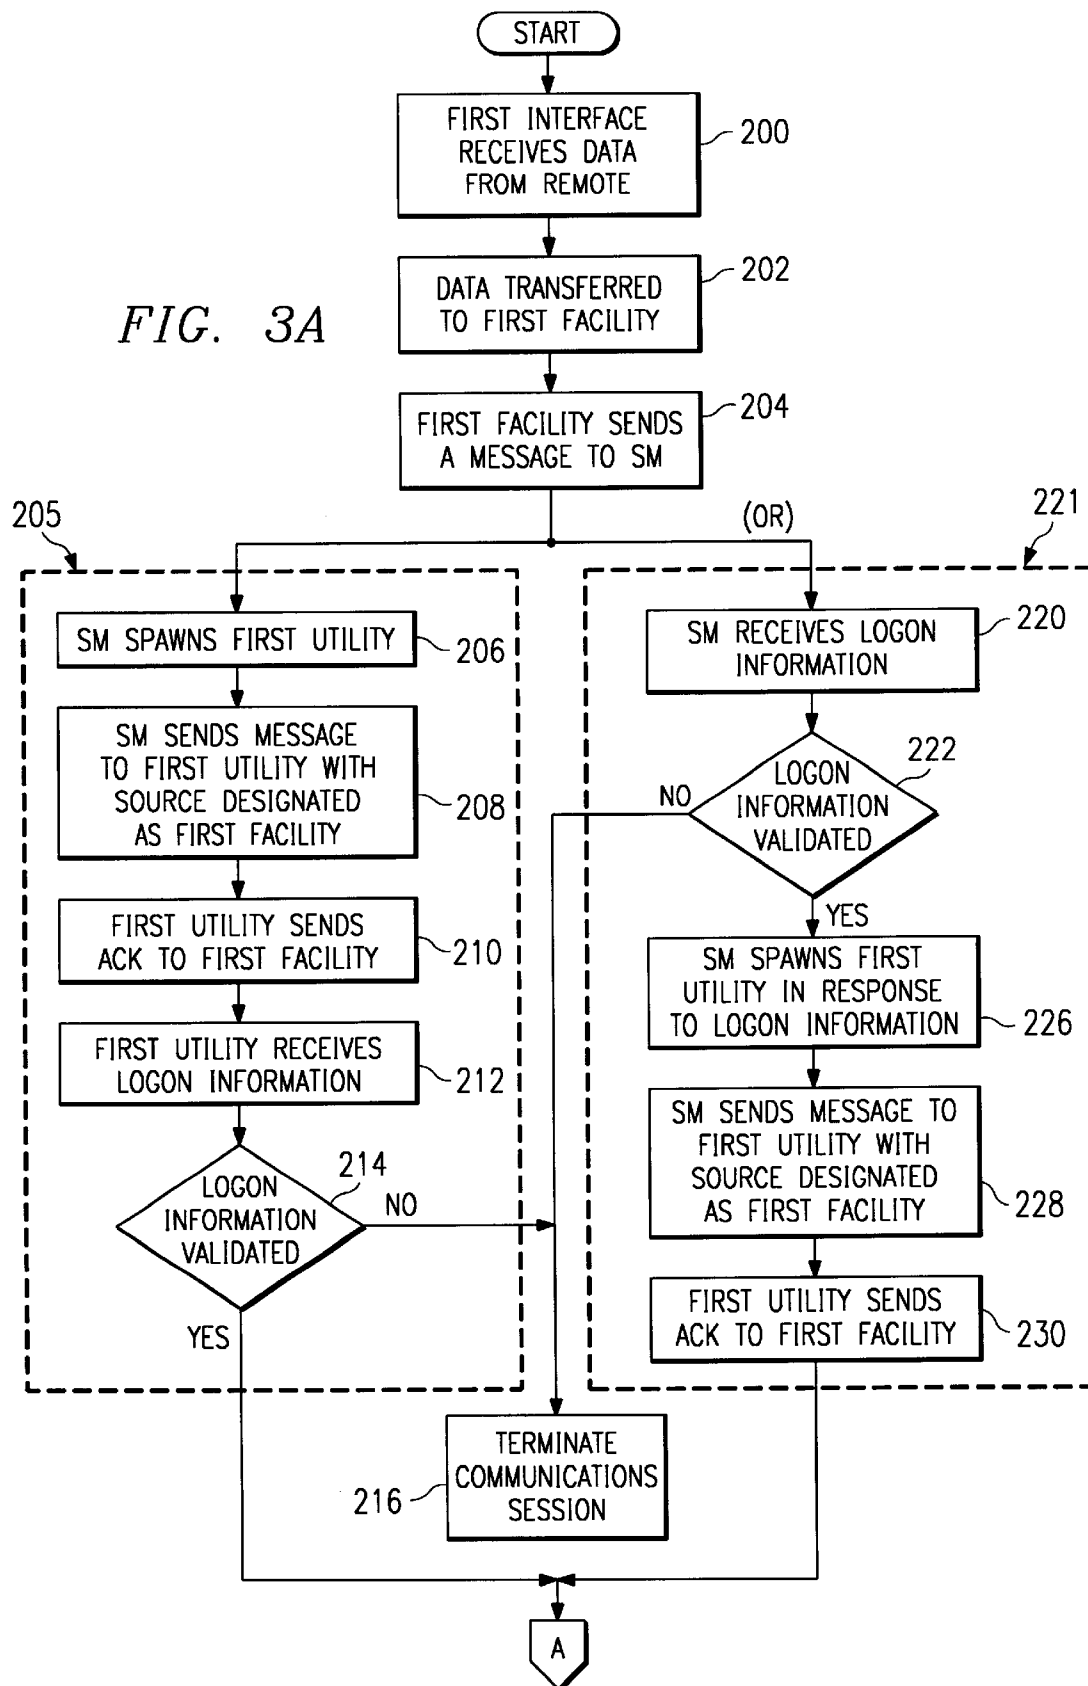 START
FIRST INTERFACE
RECEIVES DATA
FROM REMOTE
200
DATA TRANSFERRED
TO FIRST FACILITY
202
FIG. 3A
FIRST FACILITY SENDS
A MESSAGE TO SM
204
(OR)
205
221
SM SPAWNS FIRST UTILITY
206
SM SENDS MESSAGE
TO FIRST UTILITY WITH
SOURCE DESIGNATED
AS FIRST FACILITY
208
FIRST UTILITY SENDS
ACK TO FIRST FACILITY
210
FIRST UTILITY RECEIVES
LOGON INFORMATION
212
LOGON
INFORMATION
VALIDATED
214
NO
YES
SM RECEIVES LOGON
INFORMATION
220
LOGON
INFORMATION
VALIDATED
222
NO
YES
SM SPAWNS FIRST
UTILITY IN RESPONSE
TO LOGON INFORMATION
226
SM SENDS MESSAGE TO
FIRST UTILITY WITH
SOURCE DESIGNATED
AS FIRST FACILITY
228
FIRST UTILITY SENDS
ACK TO FIRST FACILITY
230
TERMINATE
COMMUNICATIONS
SESSION
216
A